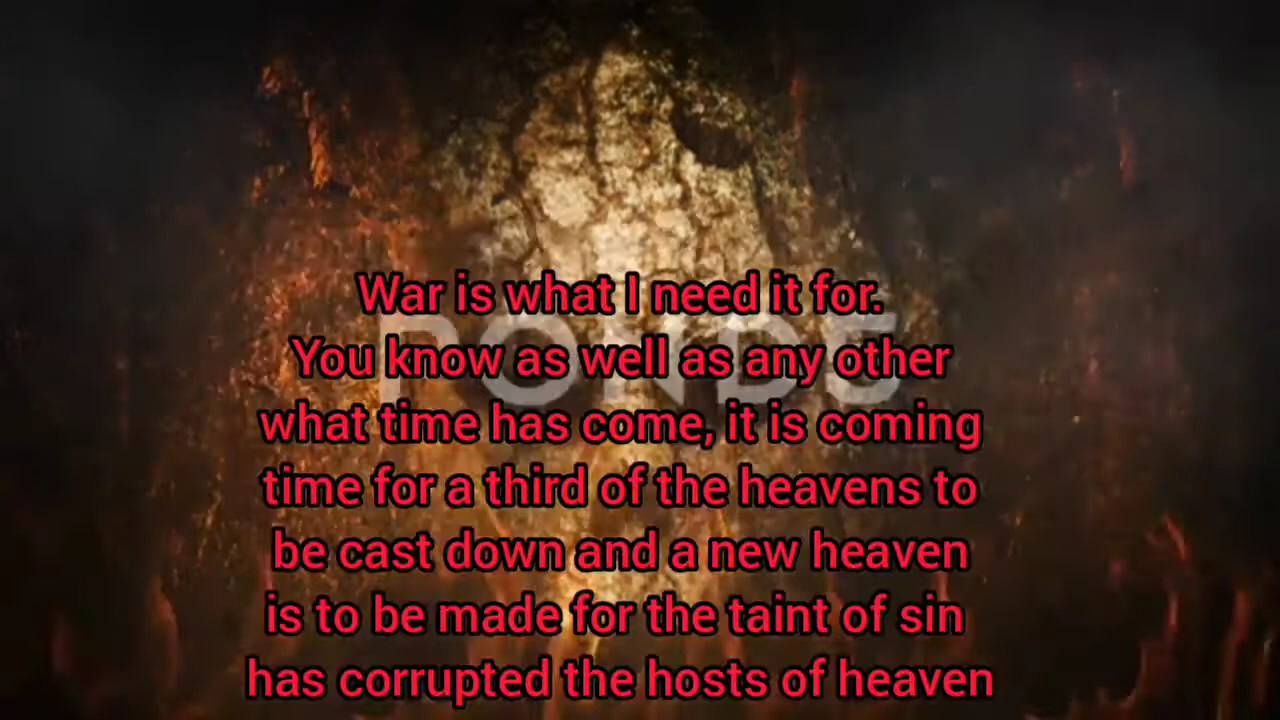 War is what I need it for.
You know as well as any other
what time has come, it is coming
time for a third of the heavens to
be cast down and a new heaven
is to be made for the taint of sin
has corrupted the hosts of heaven
POND5